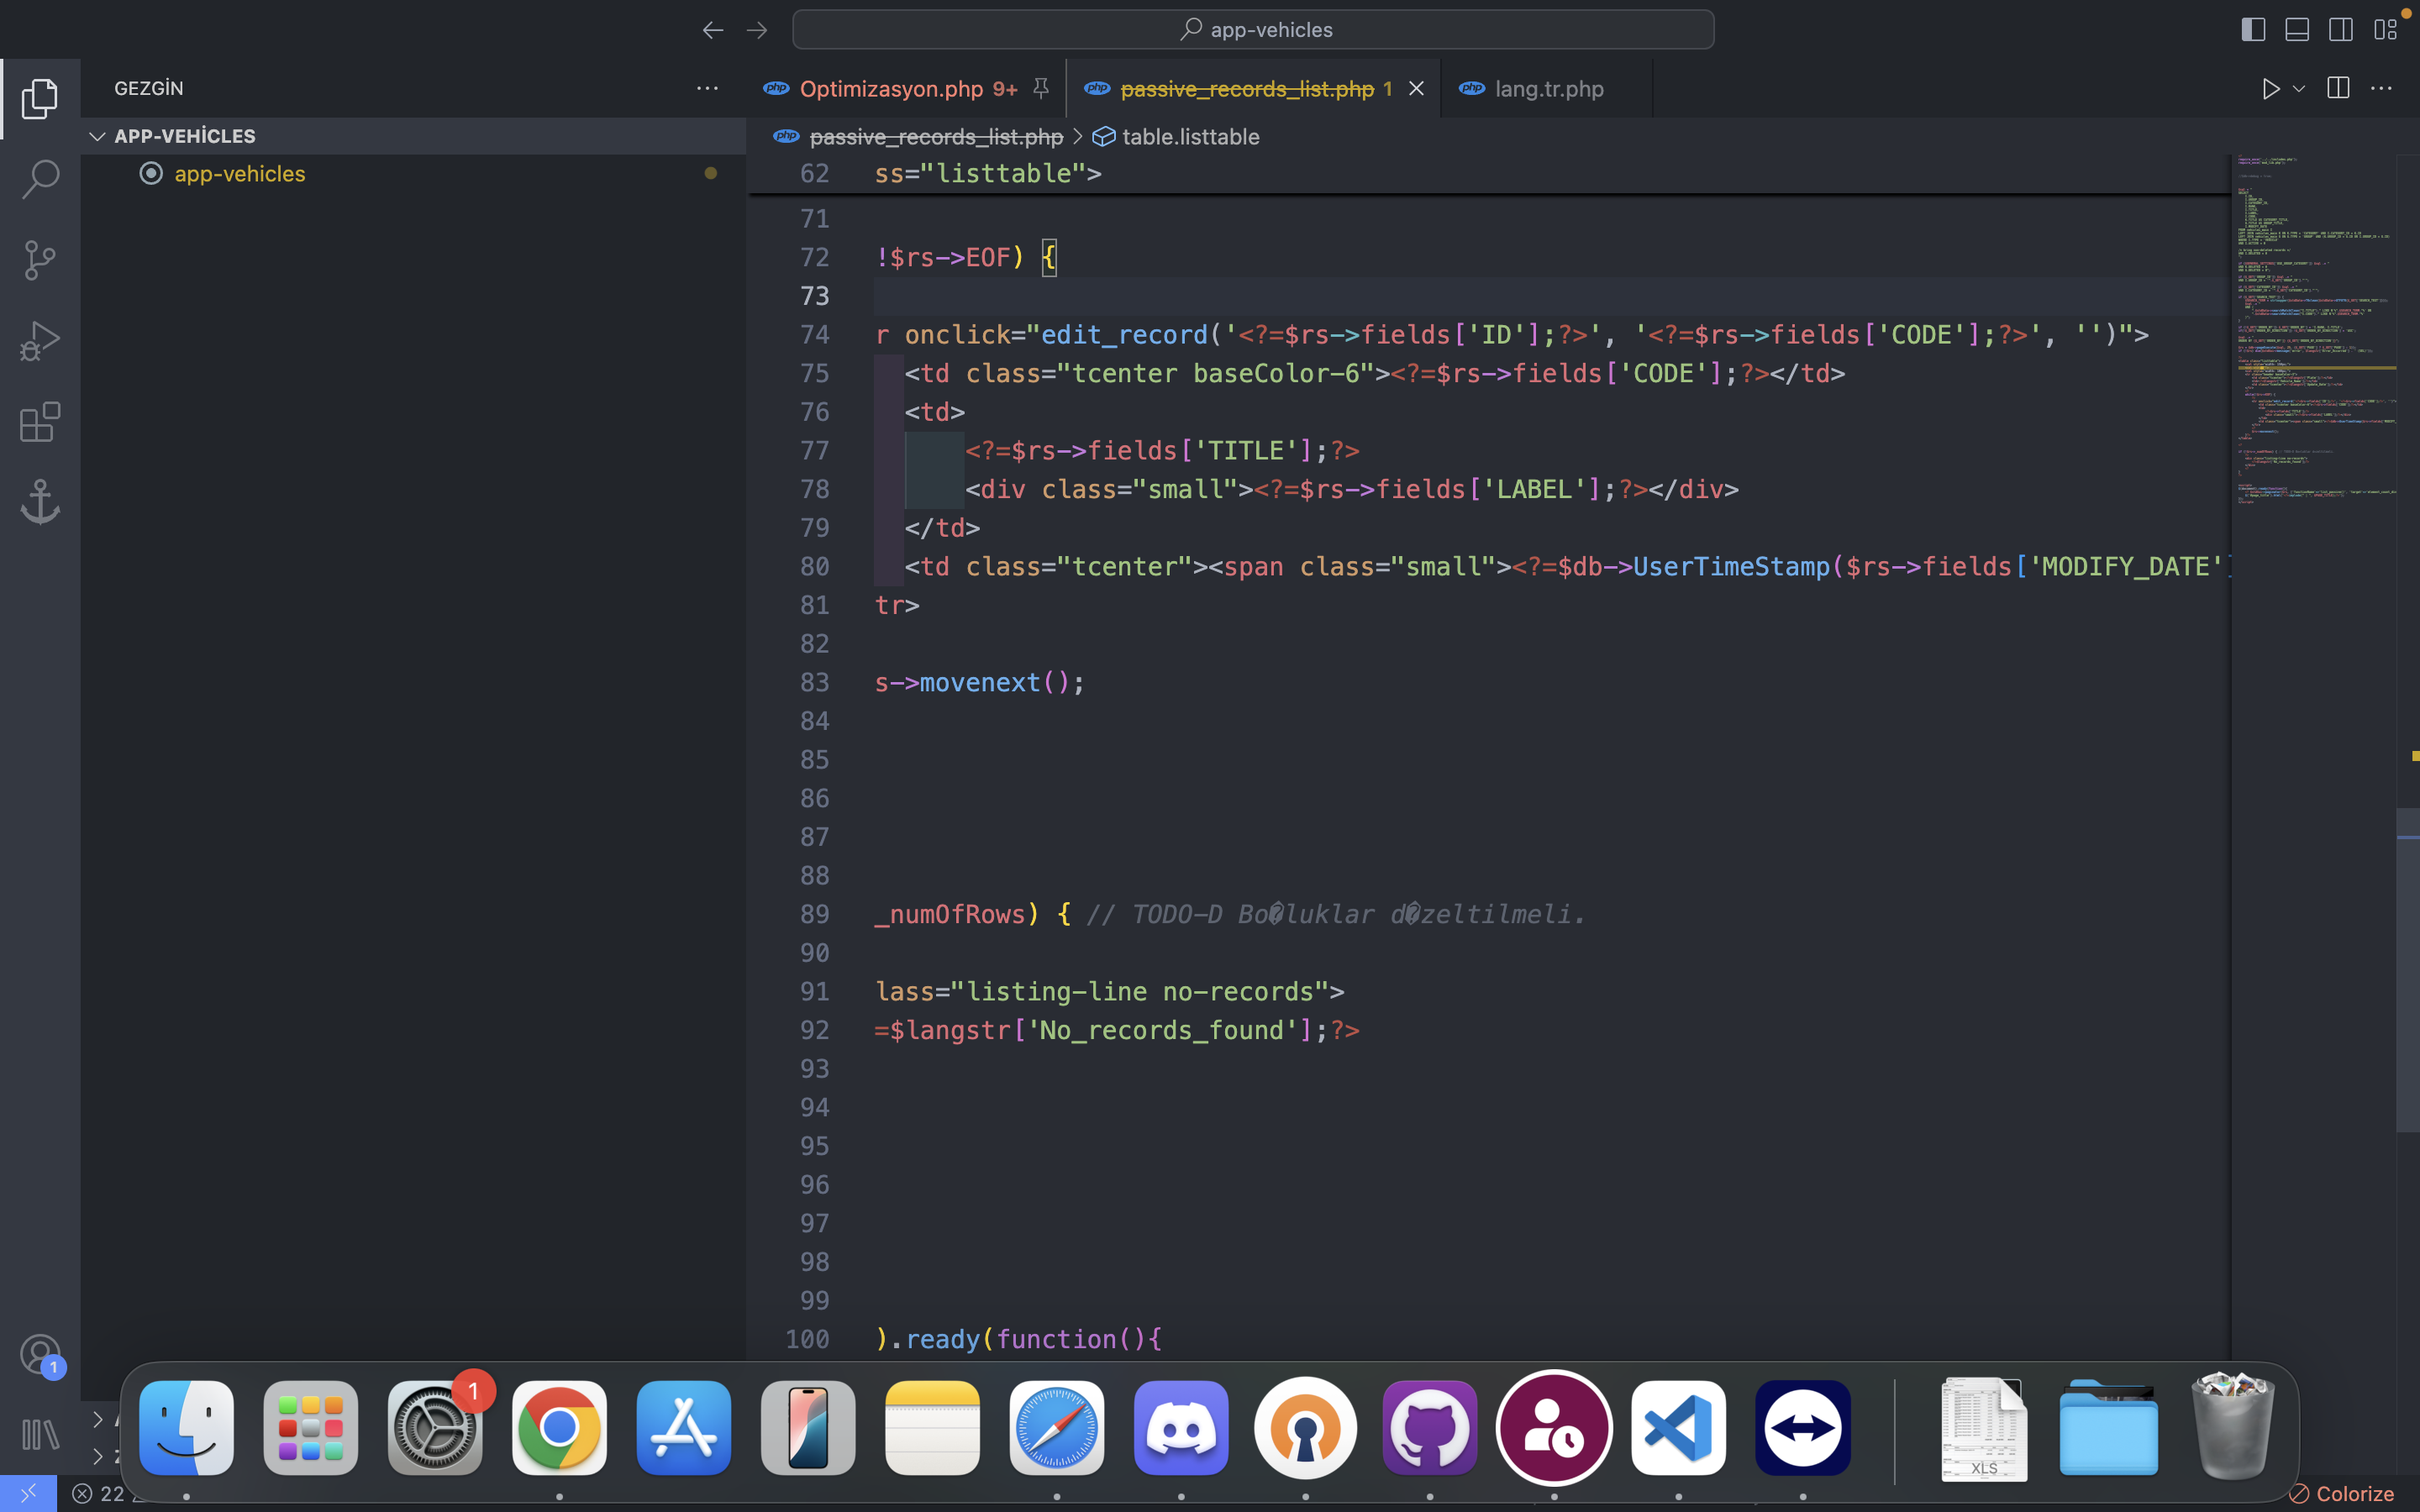 app-vehicles
GEZGİN
Optimizasyon.php 9+
passive_records_list.php 1
lang.tr.php
APP-VEHİCLES
app-vehicles
passive_records_list.php > table.listtable
62 ss="listtable">
71
72 !$rs->EOF) {
73
74 r onclick="edit_record('<?=$rs->fields['ID'];?>', '<?=$rs->fields['CODE'];?>', '')">
75 <td class="tcenter baseColor-6"><?=$rs->fields['CODE'];?></td>
76 <td>
77 <?=$rs->fields['TITLE'];?>
78 <div class="small"><?=$rs->fields['LABEL'];?></div>
79 </td>
80 <td class="tcenter"><span class="small"><?=$db->UserTimeStamp($rs->fields['MODIFY_DATE']
81 tr>
82
83 s->movenext();
84
85
86
87
88
89 _numOfRows) { // TODO-D Bo�luklar d�zeltilmeli.
90
91 lass="listing-line no-records">
92 =$langstr['No_records_found'];?>
93
94
95
96
97
98
99
100 ).ready(function(){
1
1
XLS
22
Colorize